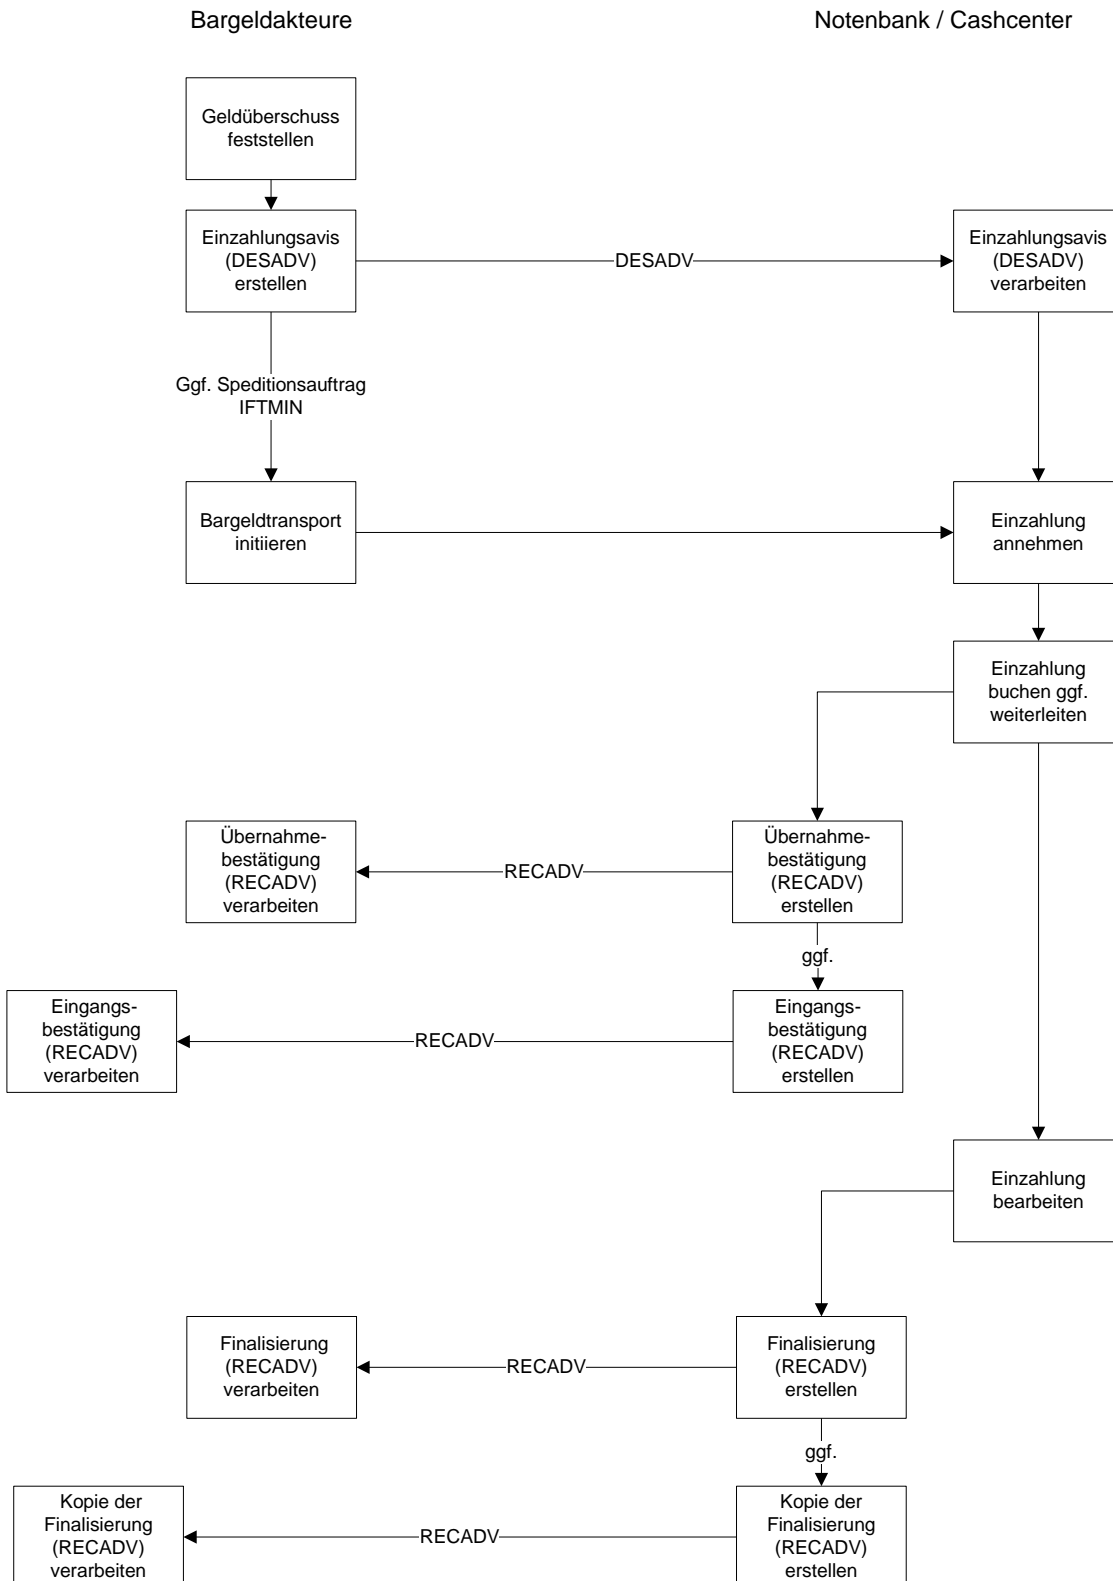 Bargeldakteure
Notenbank / Cashcenter
Geldüberschuss
feststellen
Einzahlungsavis
(DESADV)
erstellen
DESADV
Einzahlungsavis
(DESADV)
verarbeiten
Ggf. Speditionsauftrag
IFTMIN
Bargeldtransport
initiieren
Einzahlung
annehmen
Einzahlung
buchen ggf.
weiterleiten
Übernahme-
bestätigung
(RECADV)
verarbeiten
RECADV
Übernahme-
bestätigung
(RECADV)
erstellen
ggf.
Eingangs-
bestätigung
(RECADV)
verarbeiten
RECADV
Eingangs-
bestätigung
(RECADV)
erstellen
Einzahlung
bearbeiten
Finalisierung
(RECADV)
verarbeiten
RECADV
Finalisierung
(RECADV)
erstellen
ggf.
Kopie der
Finalisierung
(RECADV)
verarbeiten
RECADV
Kopie der
Finalisierung
(RECADV)
erstellen